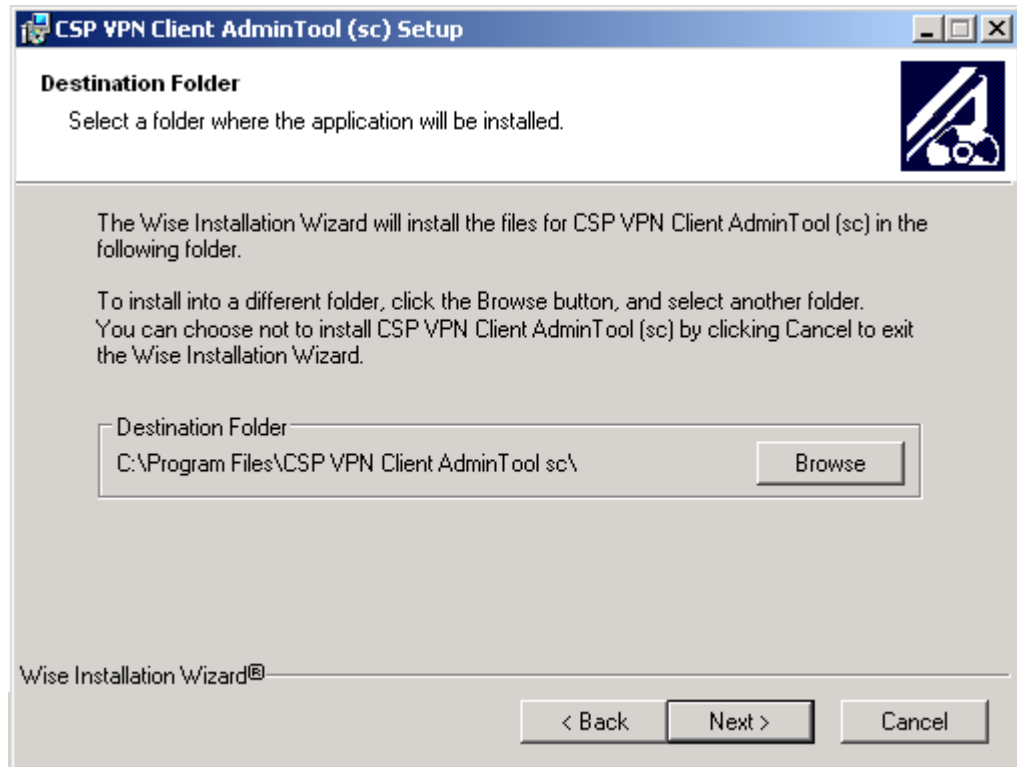 CSP VPN Client AdminTool (sc) Setup
Destination Folder
Select a folder where the application will be installed.
The Wise Installation Wizard will install the files for CSP VPN Client AdminTool (sc) in the
following folder.
To install into a different folder, click the Browse button, and select another folder.
You can choose not to install CSP VPN Client AdminTool (sc) by clicking Cancel to exit
the Wise Installation Wizard.
Destination Folder
C:\Program Files\CSP VPN Client AdminTool sc\
Browse
Wise Installation Wizard®
< Back
Next >
Cancel